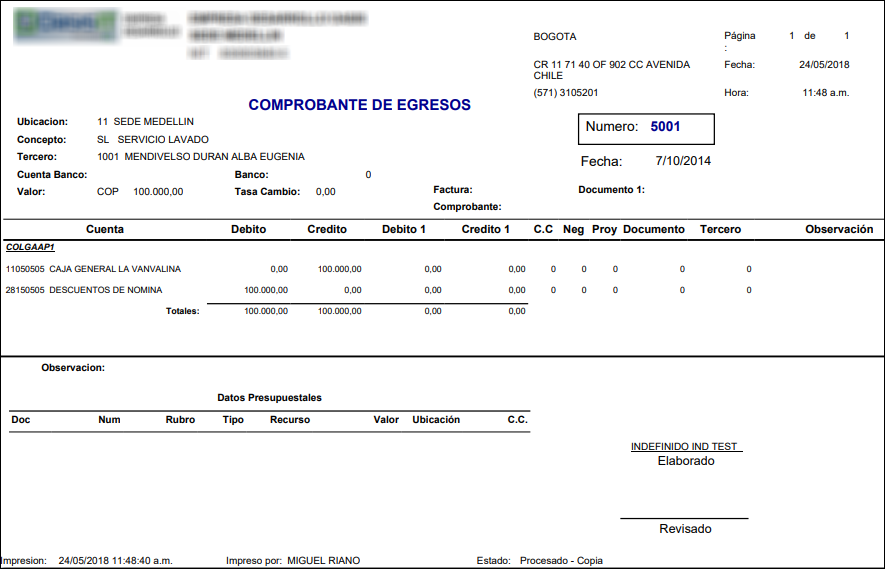 BOGOTA
Página 1 de 1
:
CR 11 71 40 OF 902 CC AVENIDA CHILE
Fecha: 24/05/2018
(571) 3105201
Hora: 11:48 a.m.
COMPROBANTE DE EGRESOS
Numero: 5001
Fecha: 7/10/2014
Ubicacion: 11 SEDE MEDELLIN
Concepto: SL SERVICIO LAVADO
Tercero: 1001 MENDIVELSO DURAN ALBA EUGENIA
Cuenta Banco: Banco: 0
Valor: COP 100.000,00 Tasa Cambio: 0,00 Factura: Documento 1:
Comprobante:
Cuenta Debito Credito Debito 1 Credito 1 C.C Neg Proy Documento Tercero Observación
COLGAAP1
11050505 CAJA GENERAL LA VANVALINA 0,00 100.000,00 0,00 0,00 0 0 0 0 0
28150505 DESCUENTOS DE NOMINA 100.000,00 0,00 0,00 0,00 0 0 0 0 0
Totales: 100.000,00 100.000,00 0,00 0,00
Observacion:
Datos Presupuestales
Doc Num Rubro Tipo Recurso Valor Ubicación C.C.
INDEFINIDO IND TEST
Elaborado
Revisado
Impresion: 24/05/2018 11:48:40 a.m. Impreso por: MIGUEL RIANO Estado: Procesado - Copia